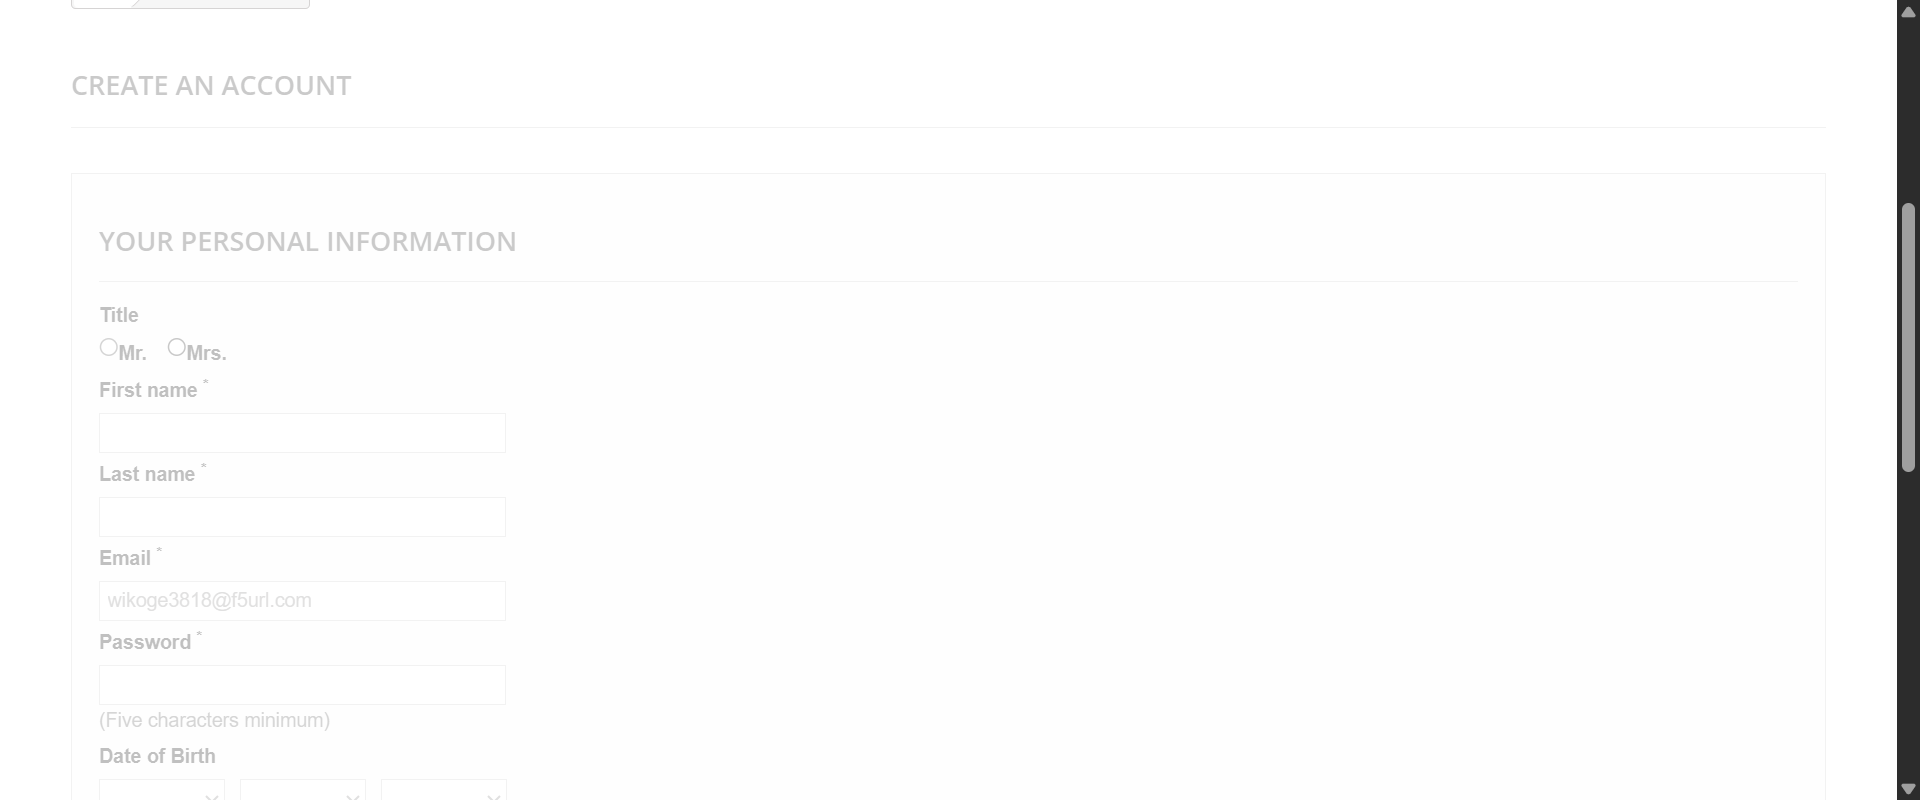 CREATE AN ACCOUNT
YOUR PERSONAL INFORMATION
Title
Mr. Mrs.
First name *
Last name *
Email *
wikoge3818@f5url.com
Password *
(Five characters minimum)
Date of Birth